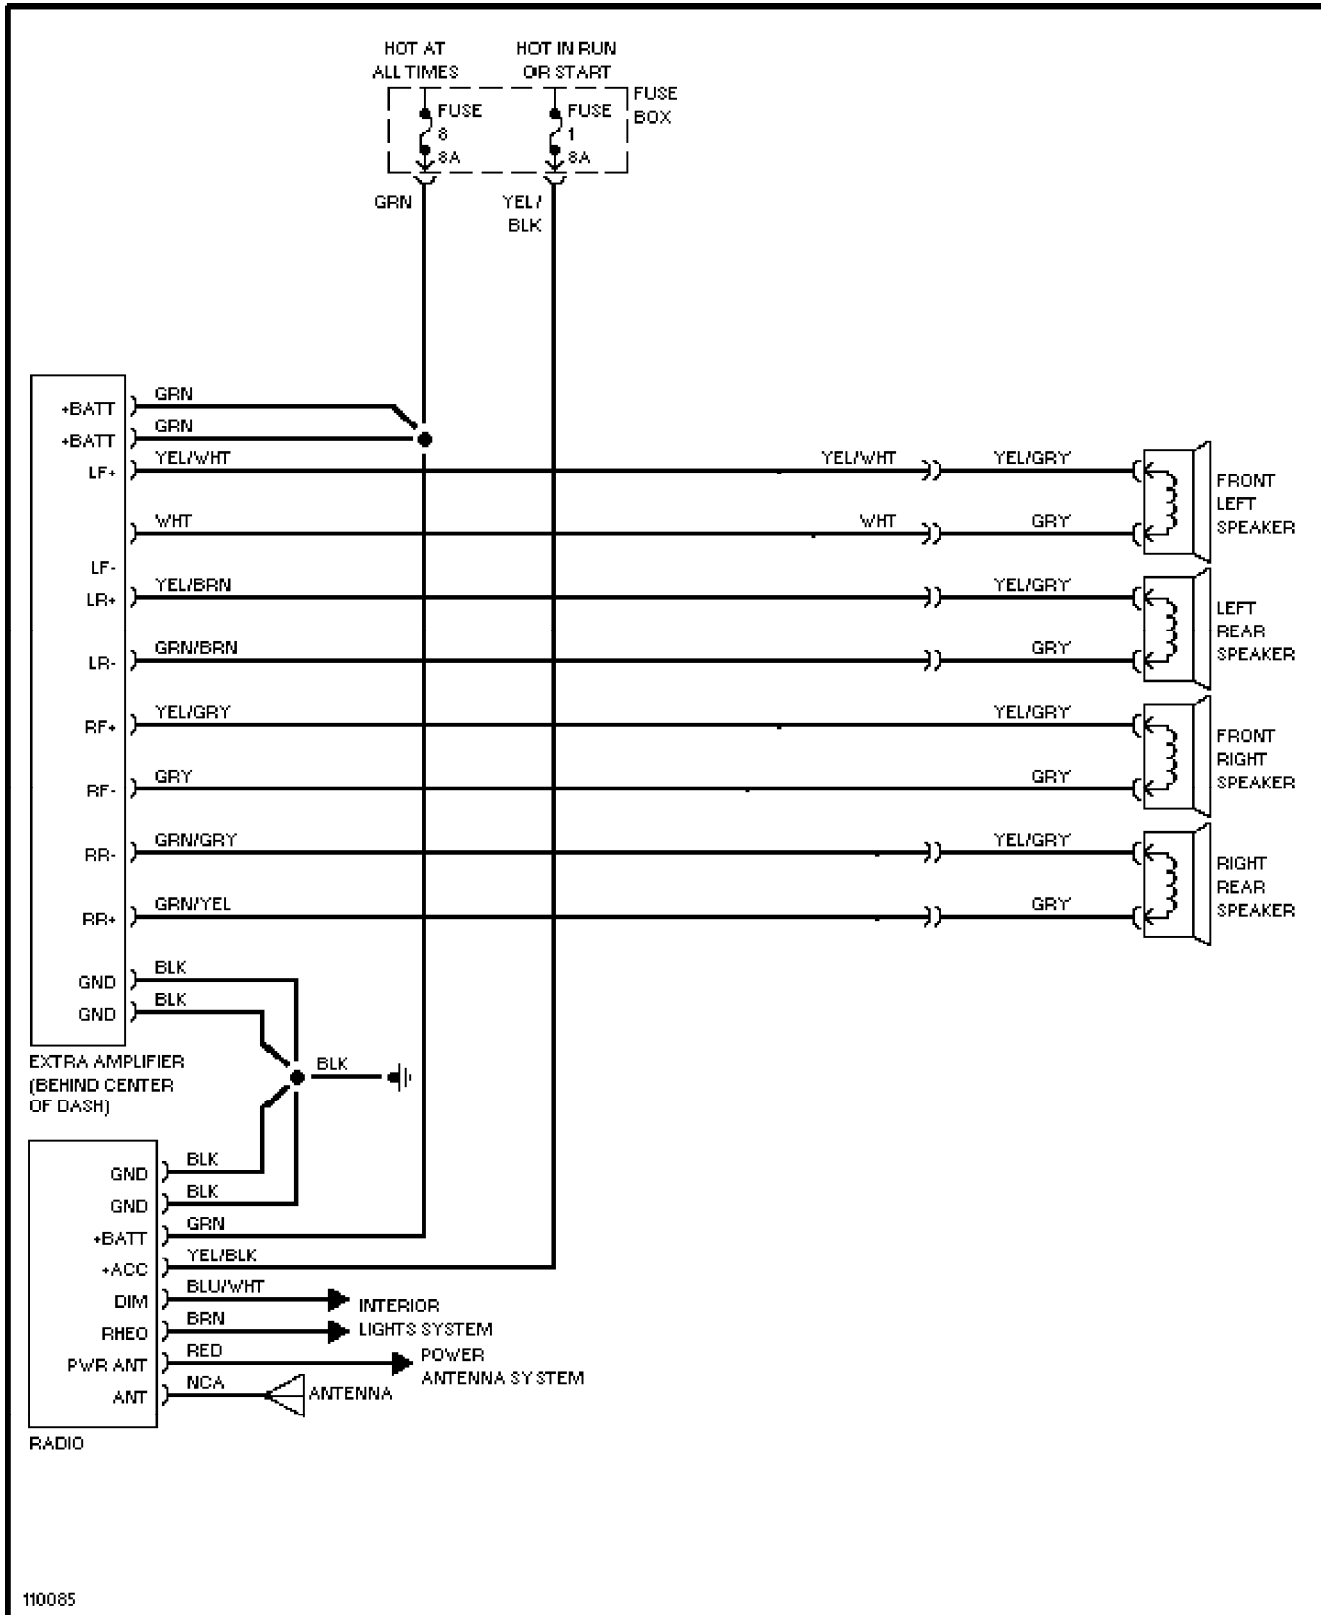 HOT AT
ALL TIMES
HOT IN RUN
OR START
FUSE
BOX
FUSE
8
8A
FUSE
1
8A
GRN
YEL/
BLK
+BATT
GRN
+BATT
GRN
LF+
YEL/WHT
YEL/WHT
YEL/GRY
WHT
WHT
GRY
FRONT
LEFT
SPEAKER
LF-
LR+
YEL/BRN
YEL/GRY
LR-
GRN/BRN
GRY
LEFT
REAR
SPEAKER
RF+
YEL/GRY
YEL/GRY
RF-
GRY
GRY
FRONT
RIGHT
SPEAKER
RR-
GRN/GRY
YEL/GRY
RR+
GRN/YEL
GRY
RIGHT
REAR
SPEAKER
GND
BLK
GND
BLK
EXTRA AMPLIFIER
(BEHIND CENTER
OF DASH)
BLK
GND
BLK
GND
BLK
+BATT
GRN
+ACC
YEL/BLK
DIM
BLU/WHT
RHEO
BRN
INTERIOR
LIGHTS SYSTEM
PWR ANT
RED
POWER
ANTENNA SYSTEM
ANT
NCA
ANTENNA
RADIO
110085